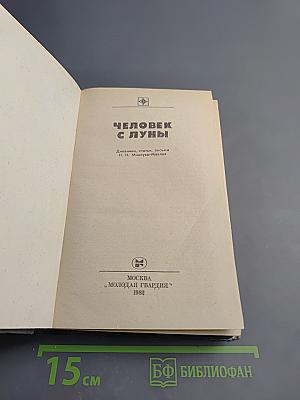 ЧЕЛОВЕК
С ЛУНЫ
Дневники, статьи, письма
Н. Н. Миклухо-Маклая
МОСКВА
„МОЛОДАЯ ГВАРДИЯ"
1982
15 см
БФ БИБЛИОФАН